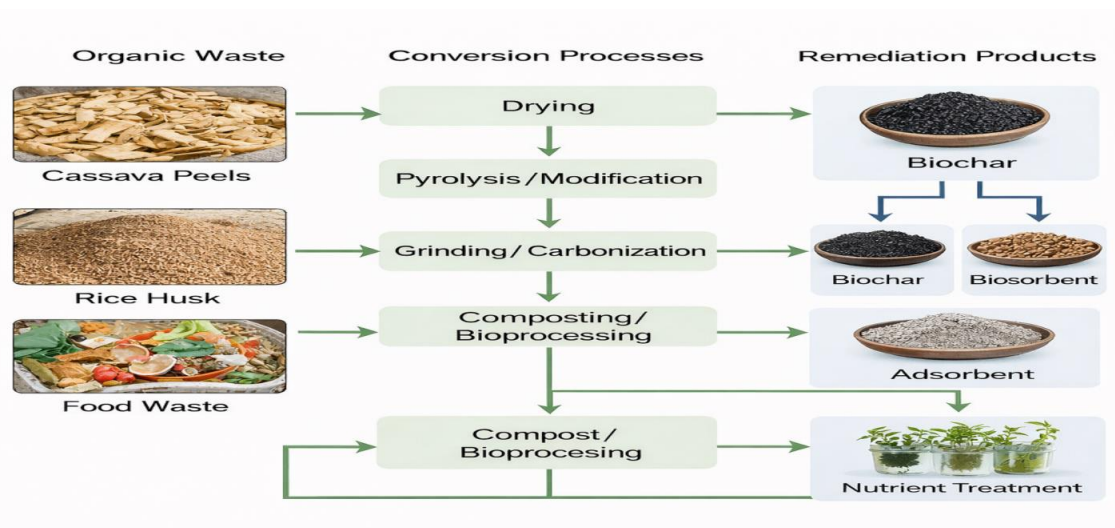 Organic Waste
Conversion Processes
Remediation Products
Drying
Cassava Peels
Biochar
Pyrolysis / Modification
Grinding / Carbonization
Rice Husk
Biochar
Biosorbent
Composting/
Bioprocessing
Food Waste
Adsorbent
Compost/
Bioprocesing
Nutrient Treatment